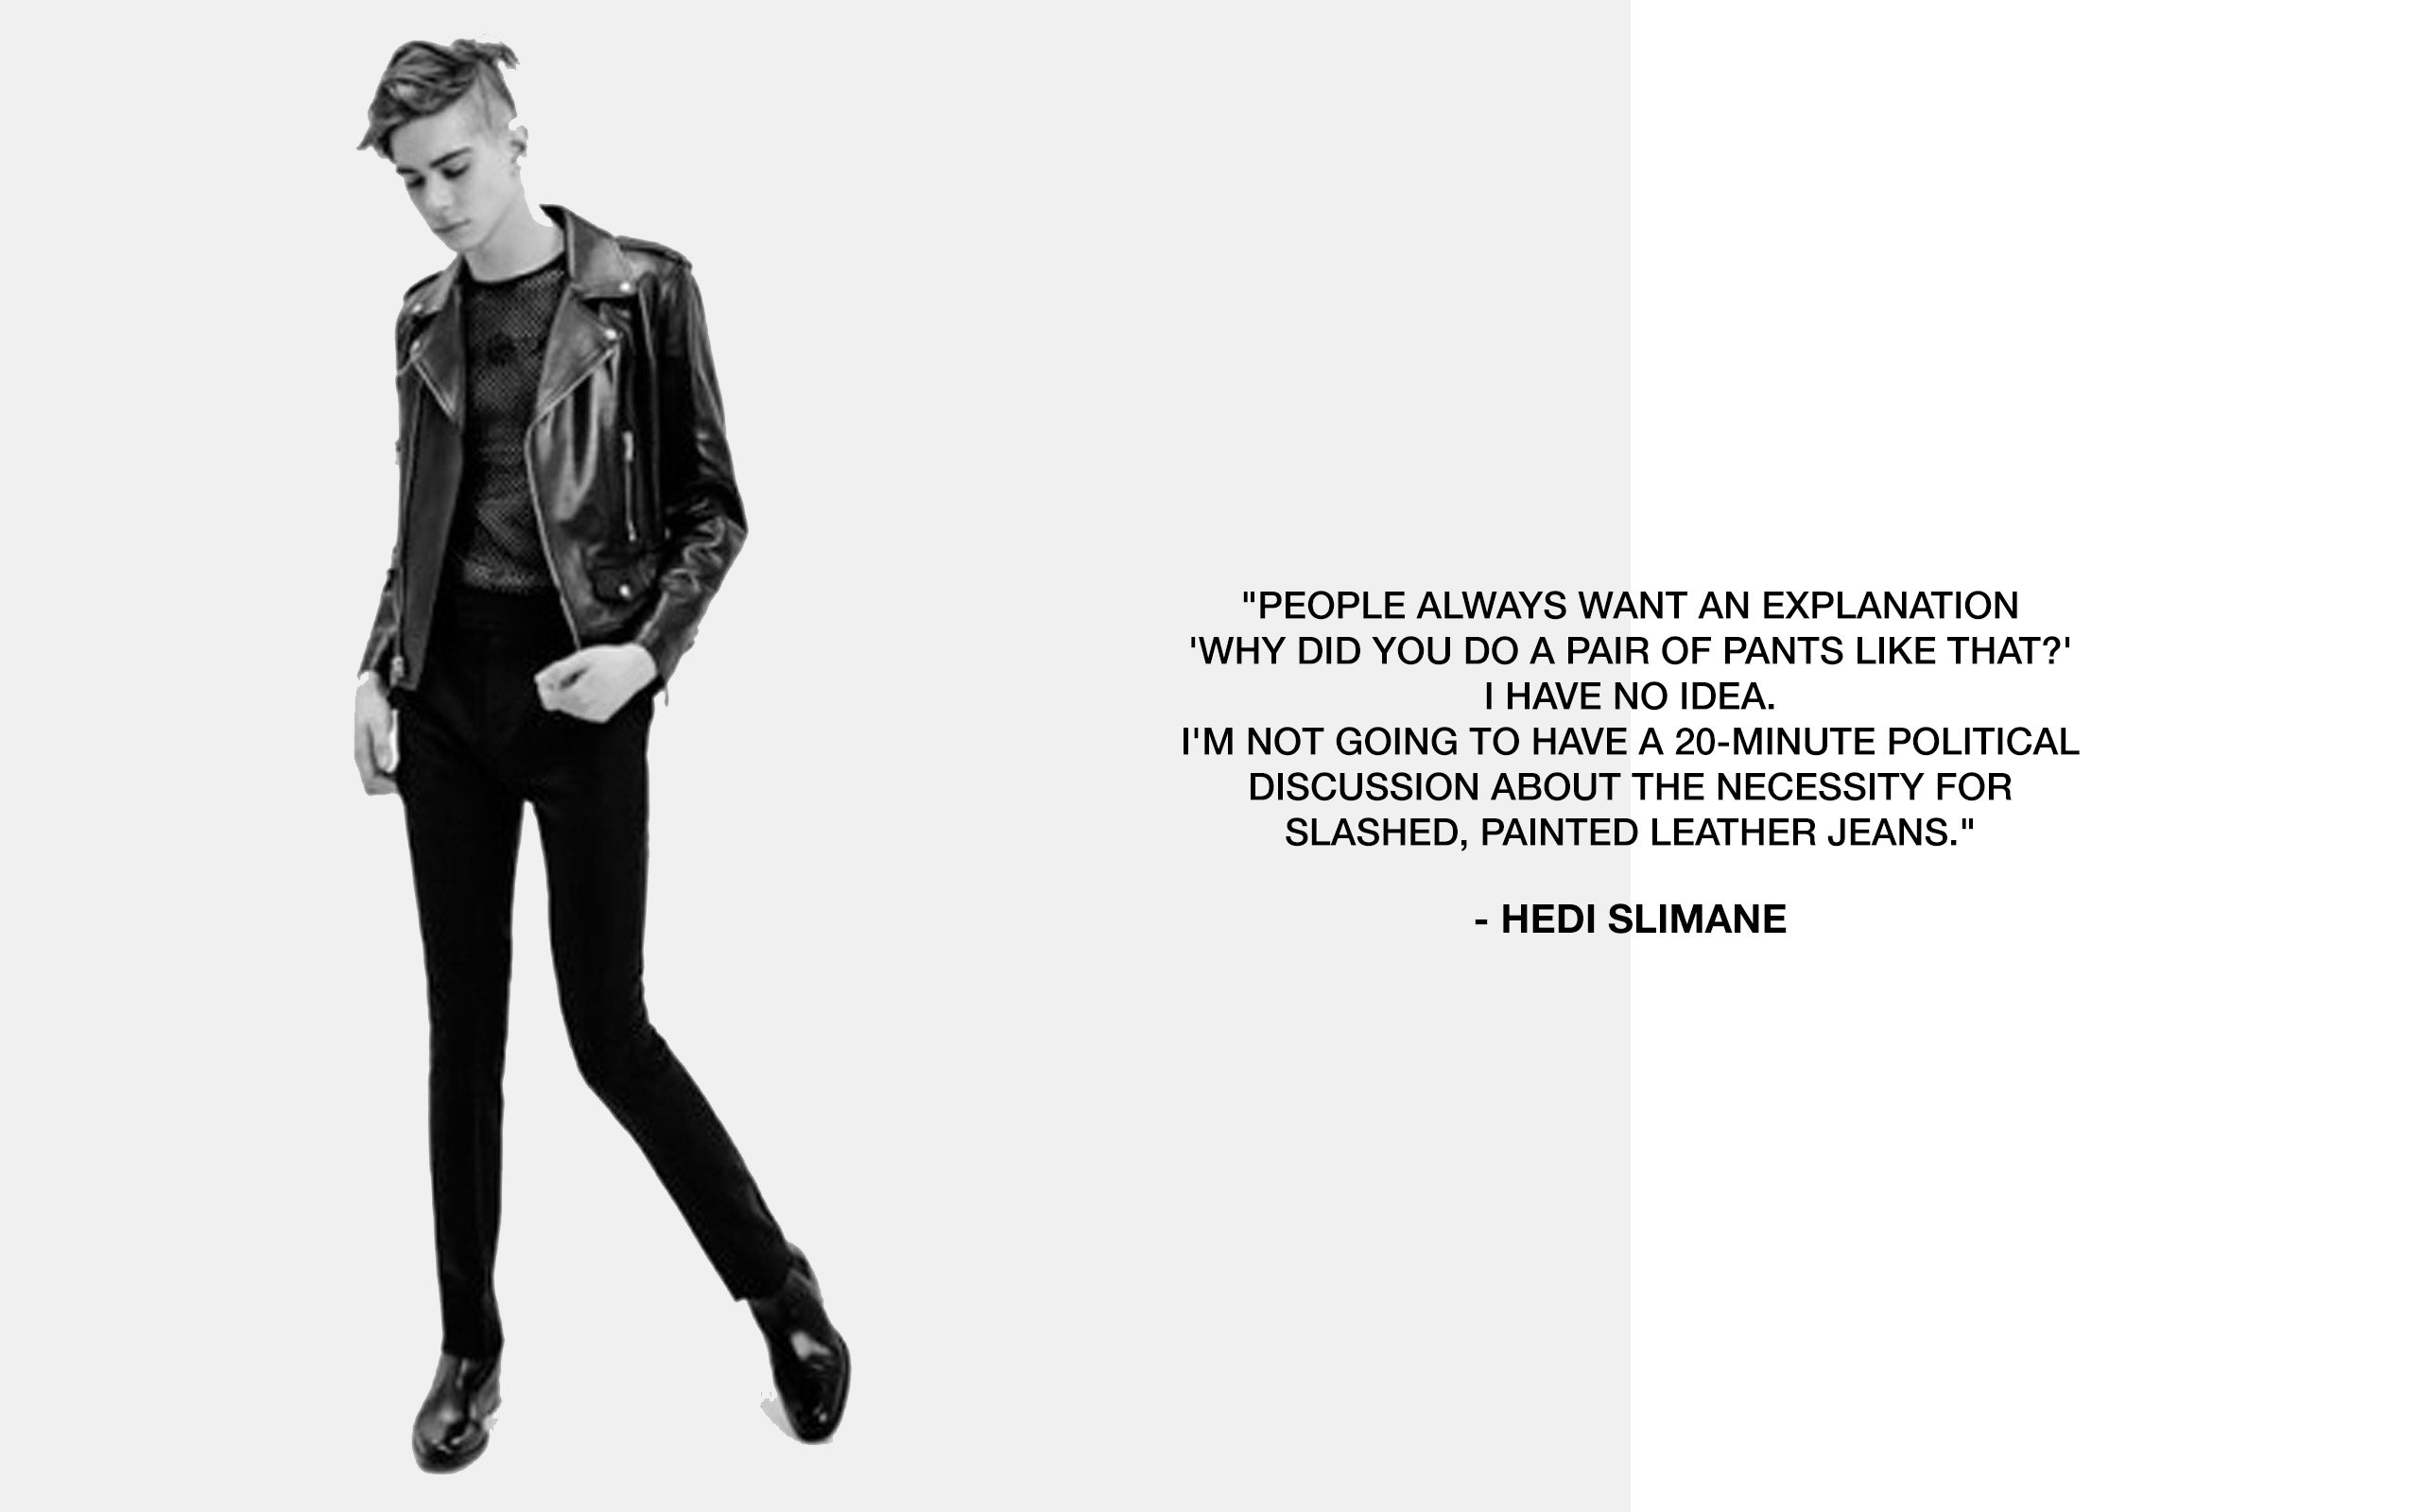 "PEOPLE ALWAYS WANT AN EXPLANATION
'WHY DID YOU DO A PAIR OF PANTS LIKE THAT?'
I HAVE NO IDEA.
I'M NOT GOING TO HAVE A 20-MINUTE POLITICAL
DISCUSSION ABOUT THE NECESSITY FOR
SLASHED, PAINTED LEATHER JEANS."
- HEDI SLIMANE